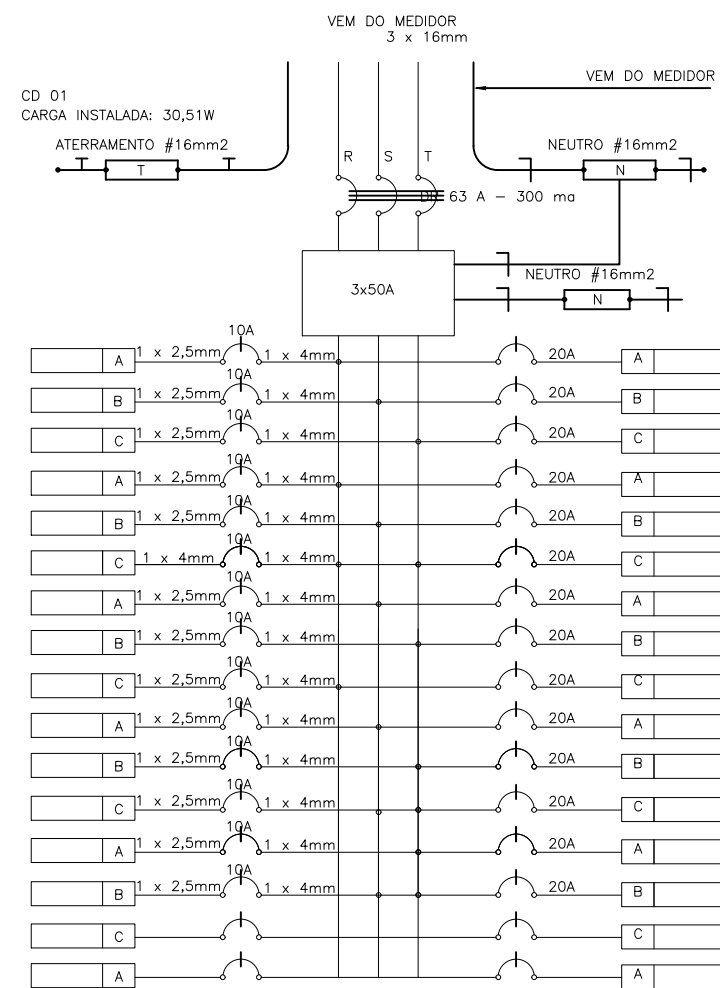 VEM DO MEDIDOR
3 x 16mm
VEM DO MEDIDOR
CD 01
CARGA INSTALADA: 30,51W
ATERRAMENTO #16mm2
T
R S T
NEUTRO #16mm2
N
DR 63 A - 300 ma
3x50A
NEUTRO #16mm2
N
A 1 x 2,5mm 10A 1 x 4mm 20A A
B 1 x 2,5mm 10A 1 x 4mm 20A B
C 1 x 2,5mm 10A 1 x 4mm 20A C
A 1 x 2,5mm 10A 1 x 4mm 20A A
B 1 x 2,5mm 10A 1 x 4mm 20A B
C 1 x 4mm 10A 1 x 4mm 20A C
A 1 x 2,5mm 10A 1 x 4mm 20A A
B 1 x 2,5mm 10A 1 x 4mm 20A B
C 1 x 2,5mm 10A 1 x 4mm 20A C
A 1 x 2,5mm 10A 1 x 4mm 20A A
B 1 x 2,5mm 10A 1 x 4mm 20A B
C 1 x 2,5mm 10A 1 x 4mm 20A C
A 1 x 2,5mm 10A 1 x 4mm 20A A
B 1 x 2,5mm 10A 1 x 4mm 20A B
C C
A A